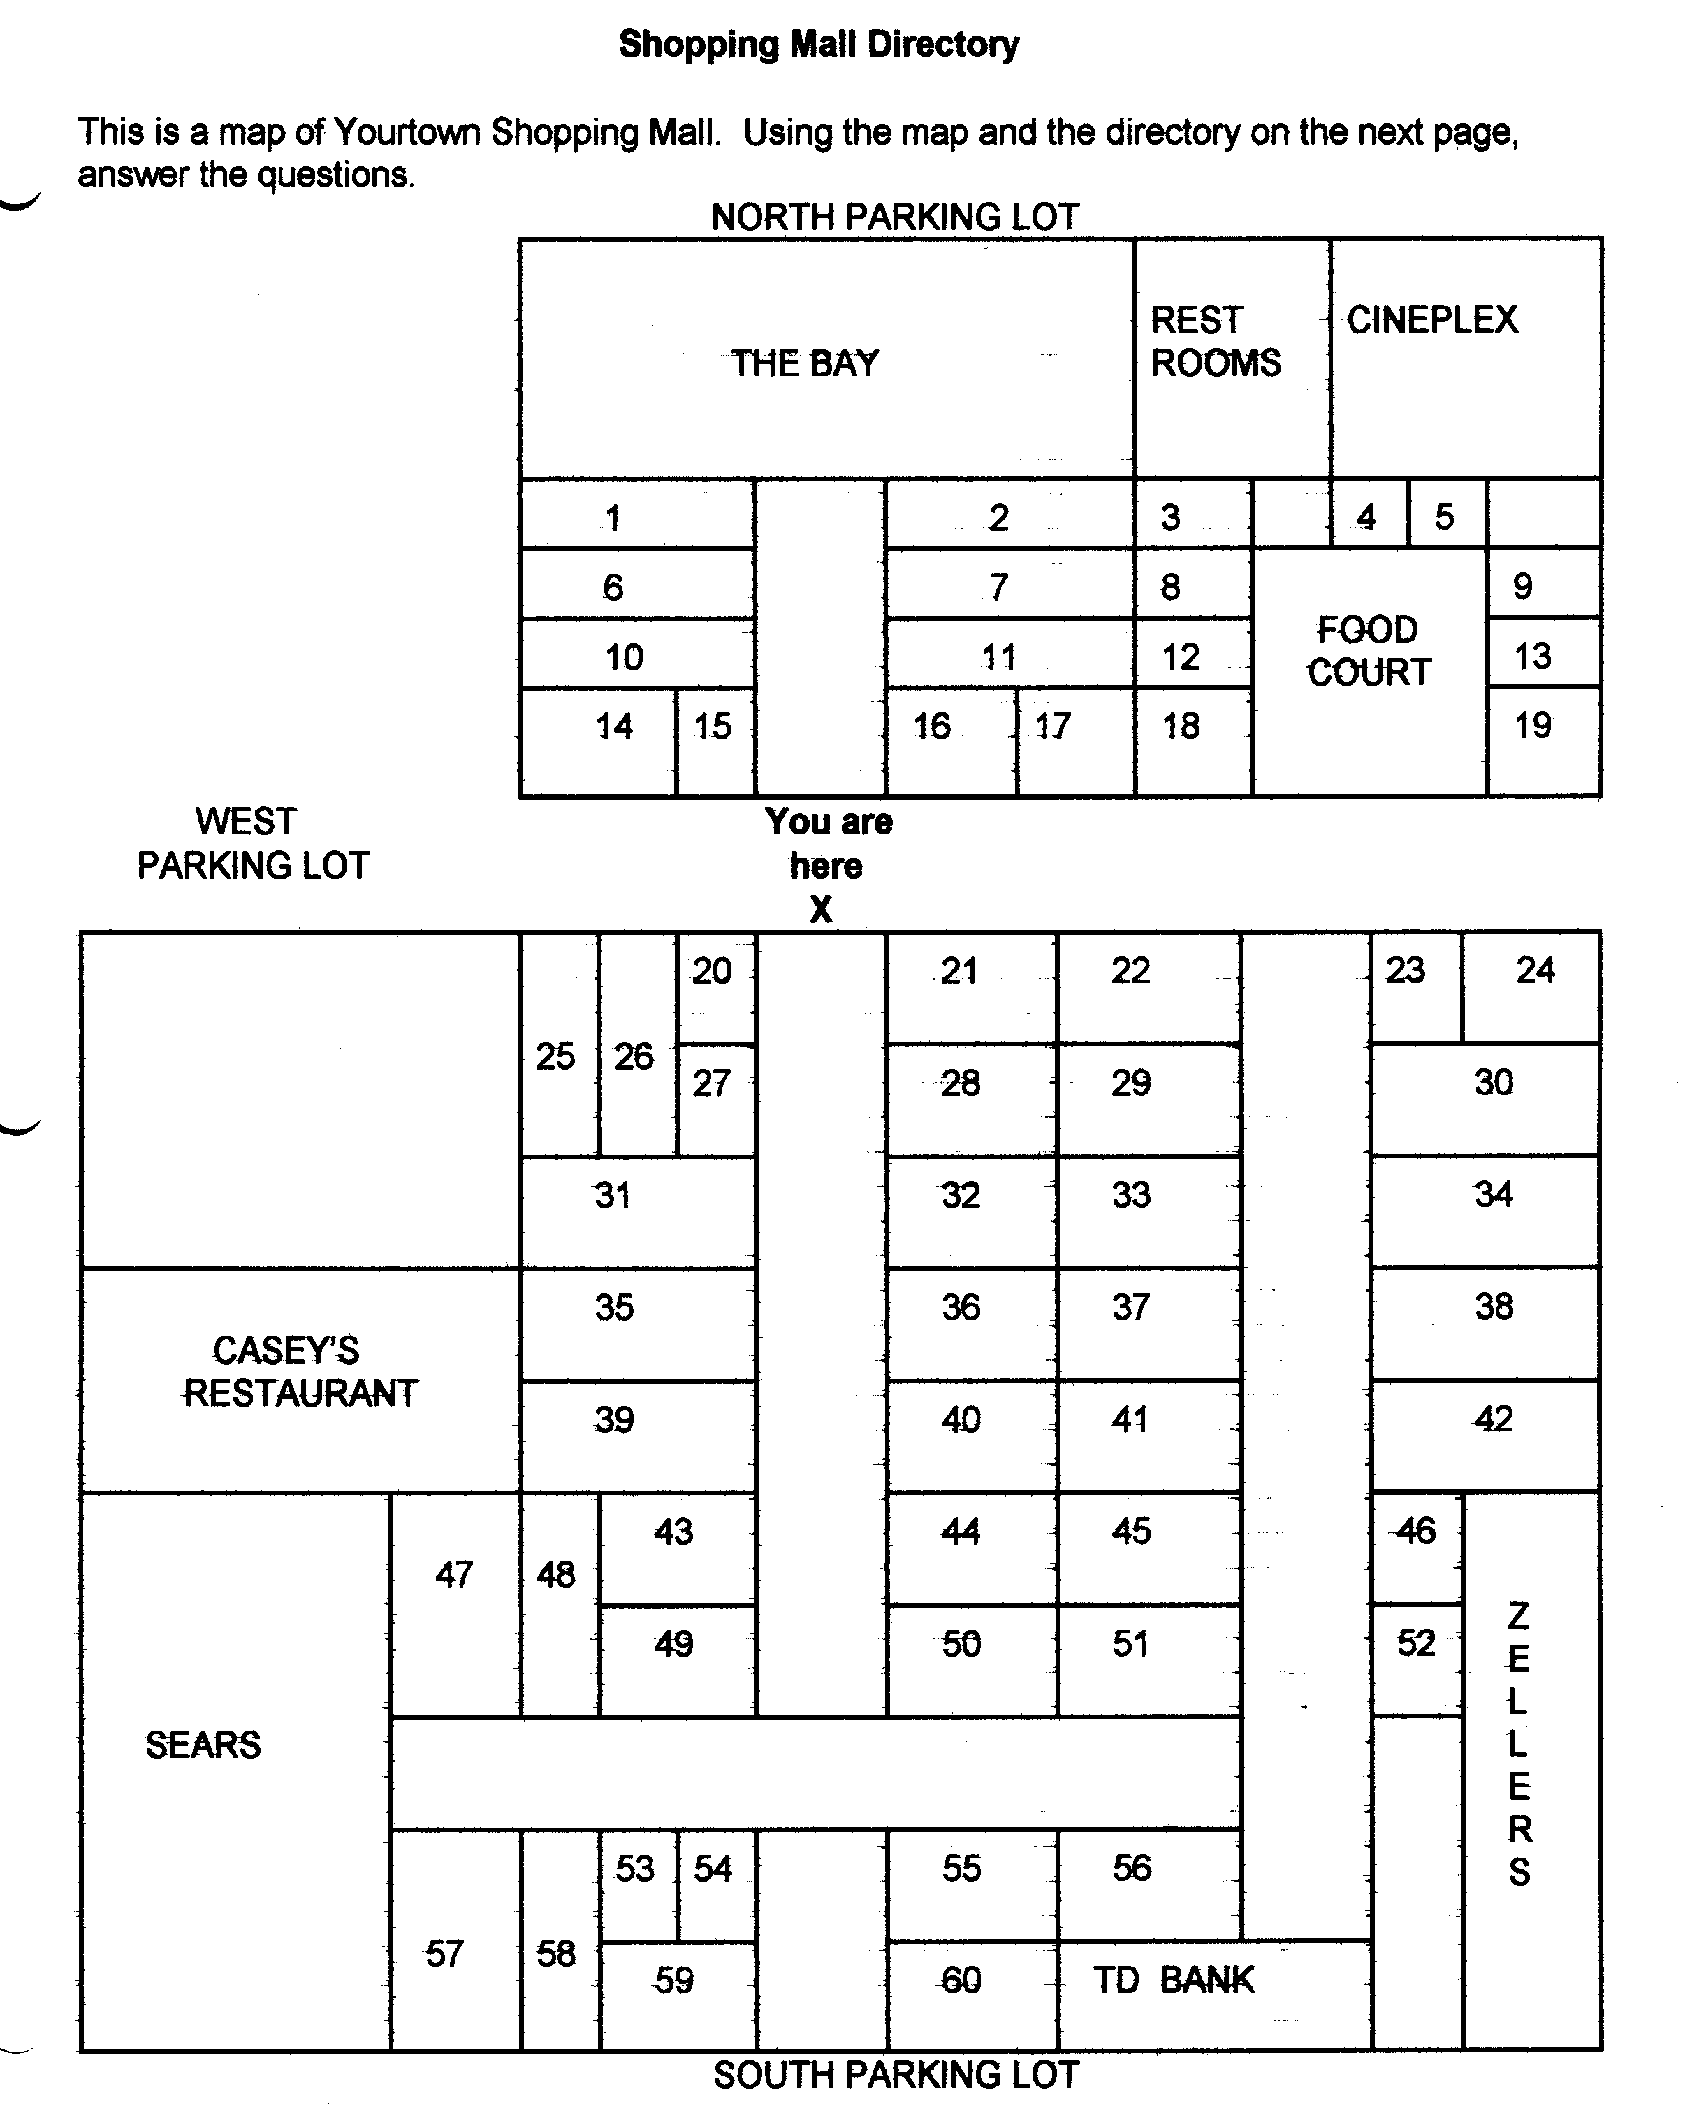 Shopping Mall Directory
This is a map of Yourtown Shopping Mall. Using the map and the directory on the next page,
answer the questions.
NORTH PARKING LOT
THE BAY
REST
ROOMS
CINEPLEX
1 2 3 4 5
6 7 8 9
FOOD
COURT
10 11 12 13
14 15 16 17 18 19
WEST
PARKING LOT
You are
here
X
20 21 22 23 24
25 26 27 28 29 30
31 32 33 34
35 36 37 38
CASEY'S
RESTAURANT
39 40 41 42
43 44 45 46
47 48
49 50 51 52
ZELLERS
SEARS
53 54 55 56
57 58
59 60 TD BANK
SOUTH PARKING LOT